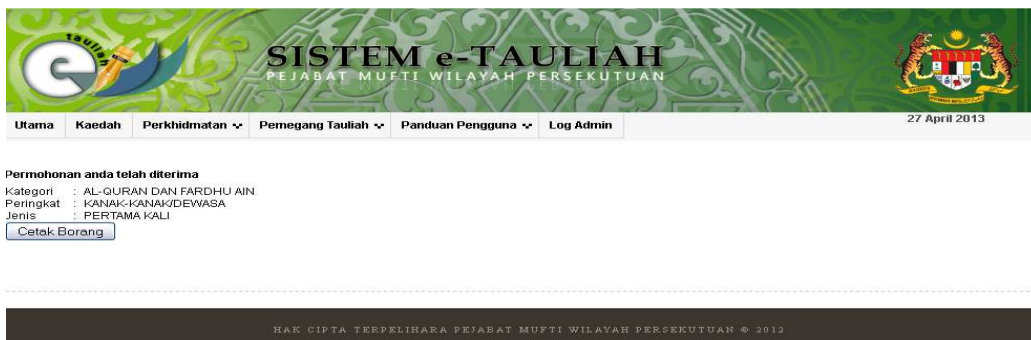 e tauliah
SISTEM e-TAULIAH
PEJABAT MUFTI WILAYAH PERSEKUTUAN
Utama Kaedah Perkhidmatan Pemegang Tauliah Panduan Pengguna Log Admin
27 April 2013
Permohonan anda telah diterima
Kategori : AL-QURAN DAN FARDHU AIN
Peringkat : KANAK-KANAK/DEWASA
Jenis : PERTAMA KALI
Cetak Borang
HAK CIPTA TERPELIHARA PEJABAT MUFTI WILAYAH PERSEKUTUAN © 2012